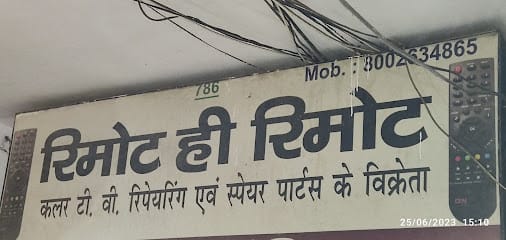 786
Mob. : 8002634865
रिमोट ही रिमोट
कलर टी. वी. रिपेयरिंग एवं स्पेयर पार्टस के विक्रेता
25/06/2023 15:10